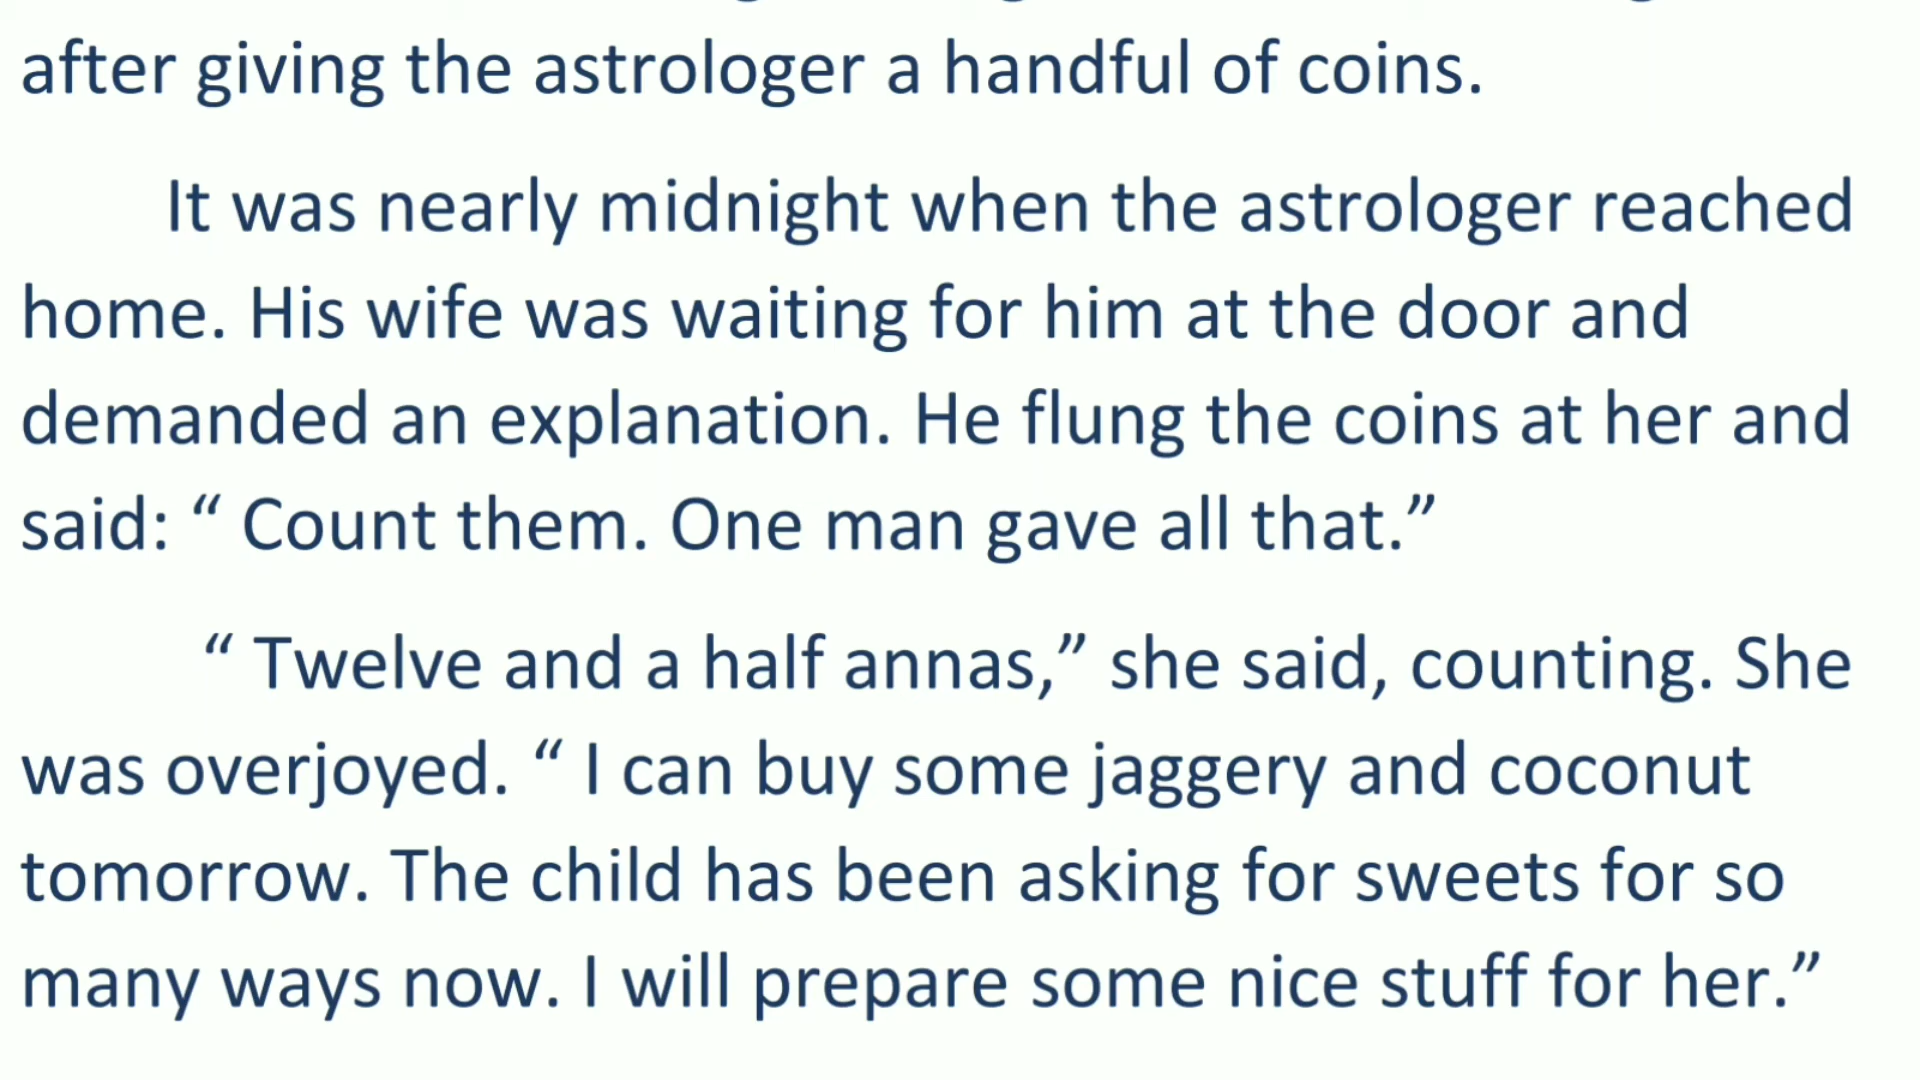 after giving the astrologer a handful of coins.
It was nearly midnight when the astrologer reached
home. His wife was waiting for him at the door and
demanded an explanation. He flung the coins at her and
said: “ Count them. One man gave all that.”
“ Twelve and a half annas,” she said, counting. She
was overjoyed. “ I can buy some jaggery and coconut
tomorrow. The child has been asking for sweets for so
many ways now. I will prepare some nice stuff for her.”